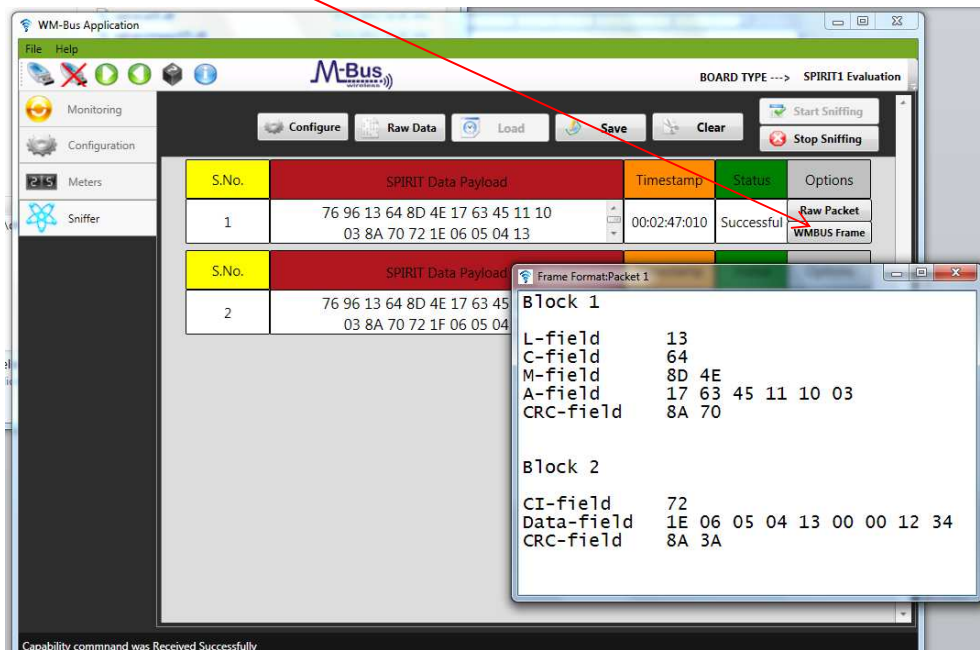 WM-Bus Application
File Help
M-Bus
wireless
BOARD TYPE ---> SPIRIT1 Evaluation
Monitoring
Configuration
Meters
Sniffer
Configure Raw Data Load Save Clear
Start Sniffing
Stop Sniffing
S.No. SPIRIT Data Payload Timestamp Status Options
1
76 96 13 64 8D 4E 17 63 45 11 10
03 8A 70 72 1E 06 05 04 13
00:02:47:010 Successful
Raw Packet
WMBUS Frame
S.No. SPIRIT Data Payload
2
76 96 13 64 8D 4E 17 63 45
03 8A 70 72 1F 06 05 04
Frame Format:Packet 1
Block 1
L-field 13
C-field 64
M-field 8D 4E
A-field 17 63 45 11 10 03
CRC-field 8A 70
Block 2
CI-field 72
Data-field 1E 06 05 04 13 00 00 12 34
CRC-field 8A 3A
Capability commnand was Received Successfully